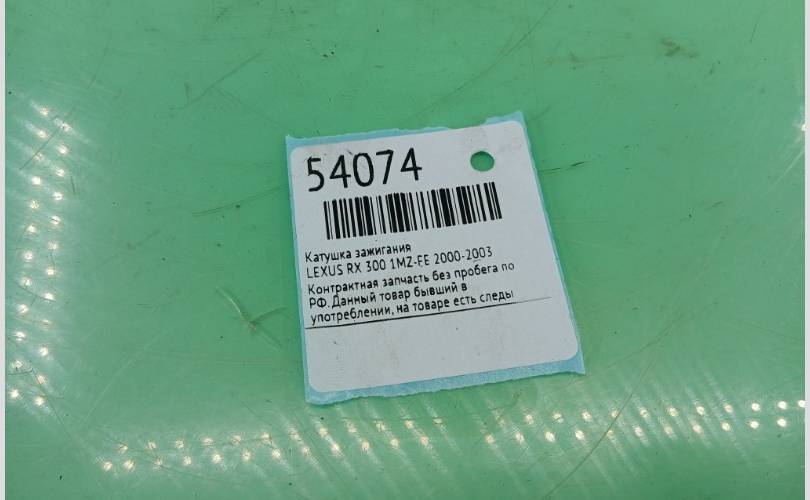 54074
Катушка зажигания
LEXUS RX 300 1MZ-FE 2000-2003
Контрактная запчасть без пробега по
РФ. Данный товар бывший в
употреблении, на товаре есть следы